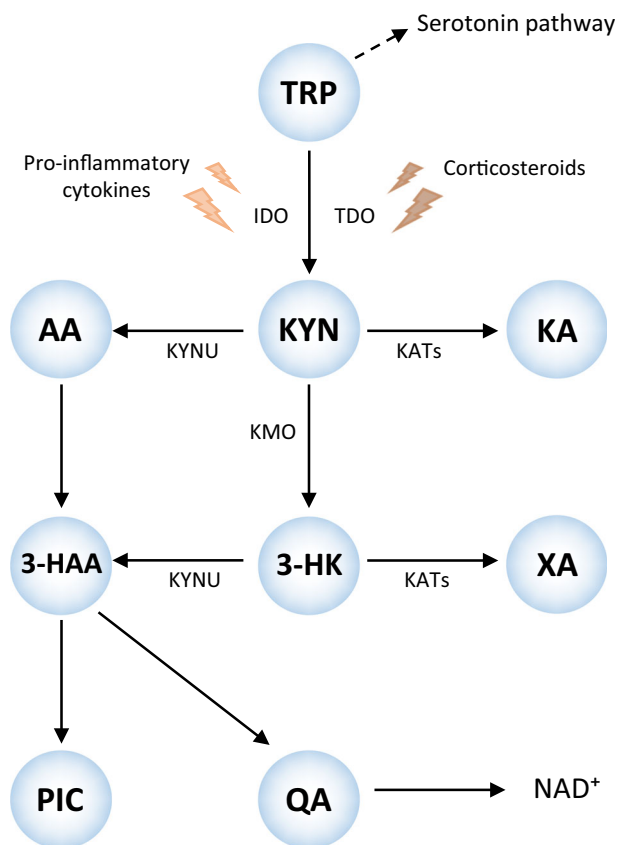 Serotonin pathway
TRP
Pro-inflammatory
cytokines
Corticosteroids
IDO
TDO
AA
KYN
KA
KYNU
KATs
KMO
3-HAA
3-HK
XA
KYNU
KATs
PIC
QA
NAD⁺